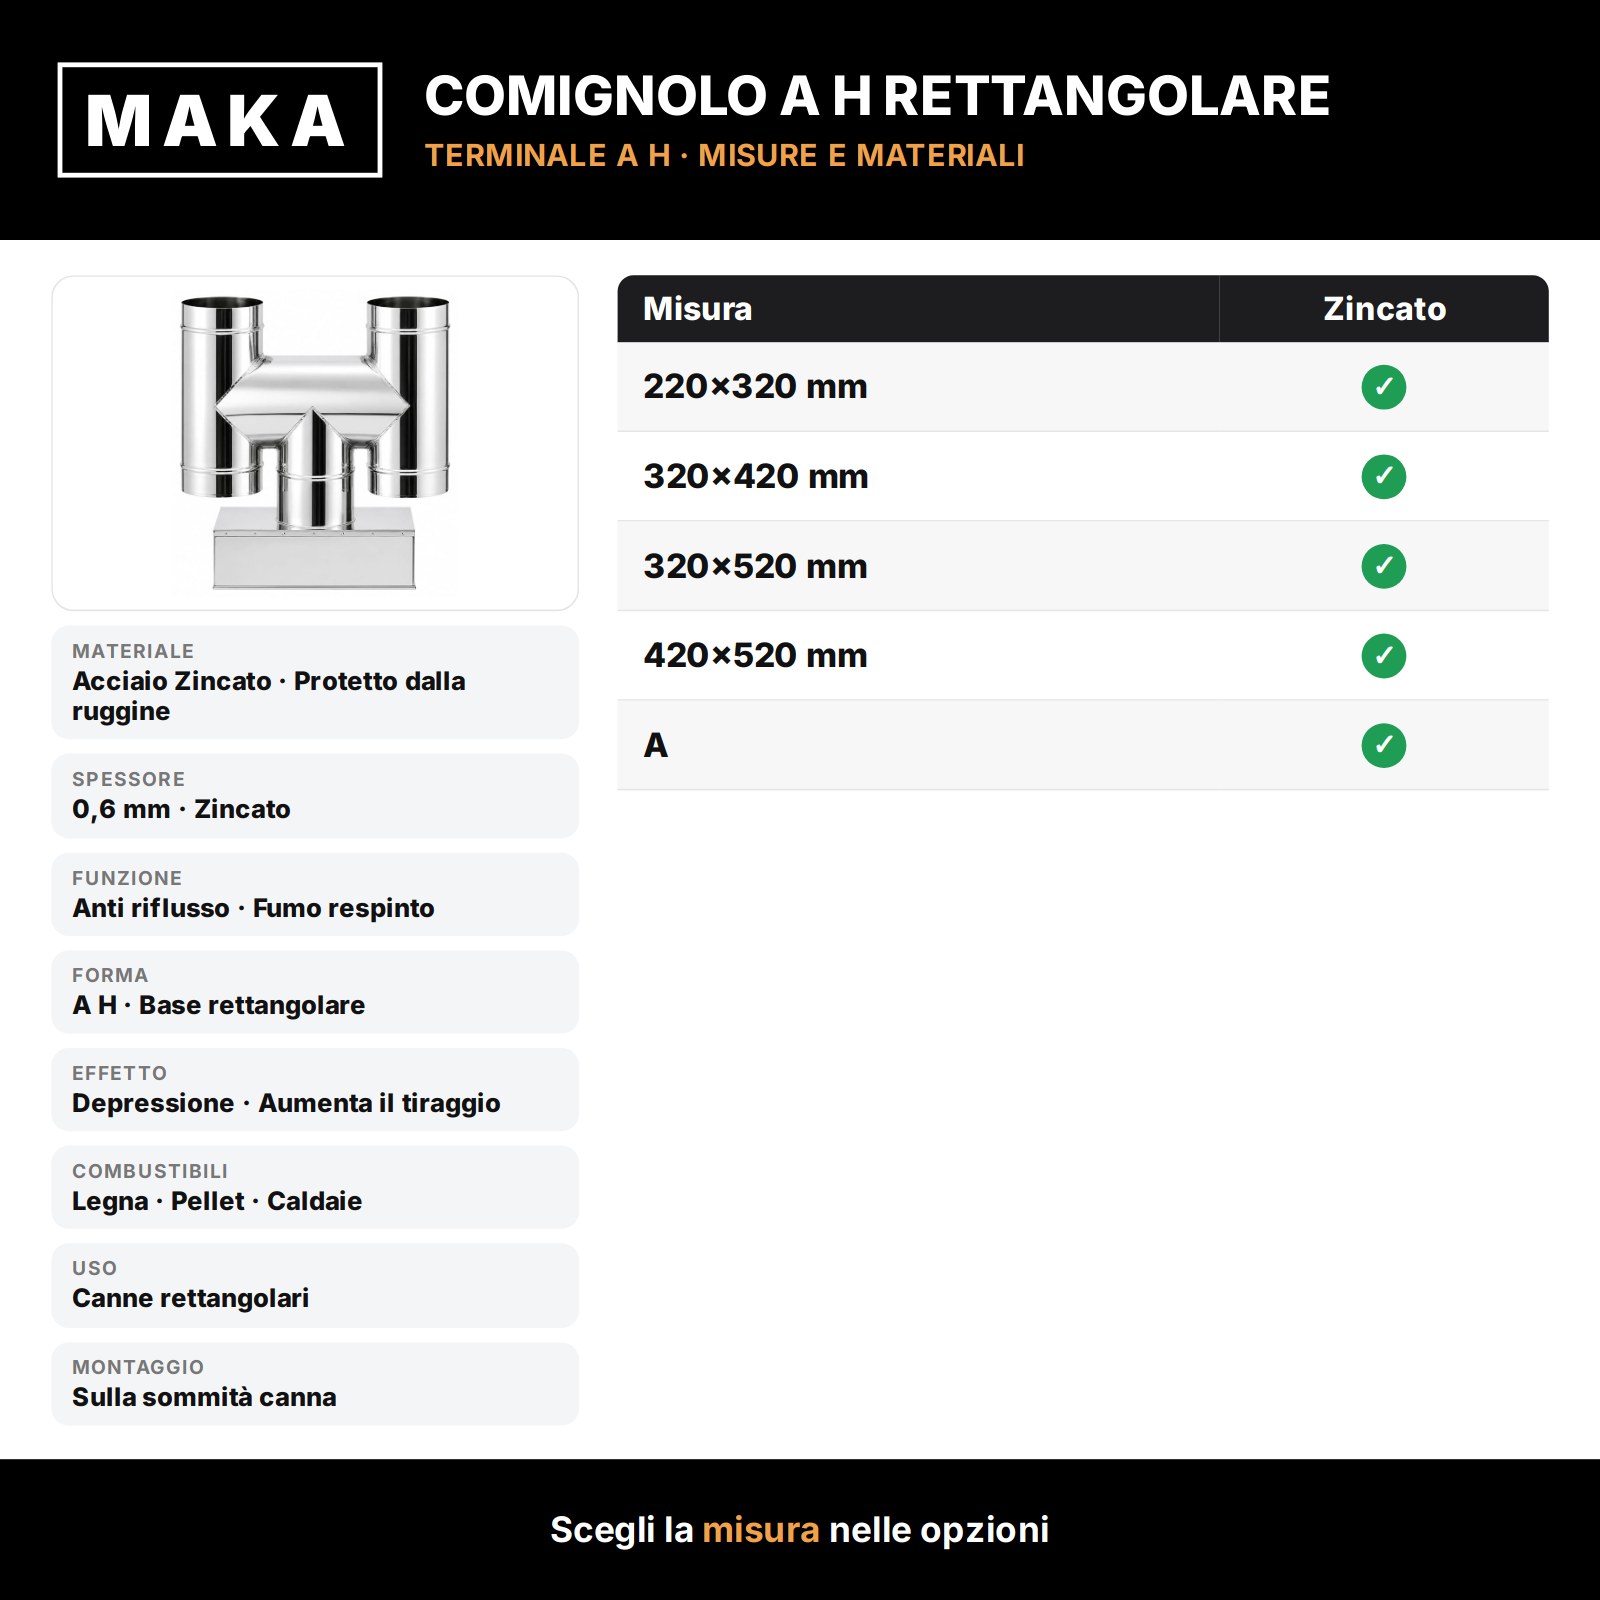 MAKA
COMIGNOLO A H RETTANGOLARE
TERMINALE A H · MISURE E MATERIALI
MATERIALE
Acciaio Zincato · Protetto dalla
ruggine
SPESSORE
0,6 mm · Zincato
FUNZIONE
Anti riflusso · Fumo respinto
FORMA
A H · Base rettangolare
EFFETTO
Depressione · Aumenta il tiraggio
COMBUSTIBILI
Legna · Pellet · Caldaie
USO
Canne rettangolari
MONTAGGIO
Sulla sommità canna
Misura Zincato
220×320 mm ✓
320×420 mm ✓
320×520 mm ✓
420×520 mm ✓
A ✓
Scegli la misura nelle opzioni